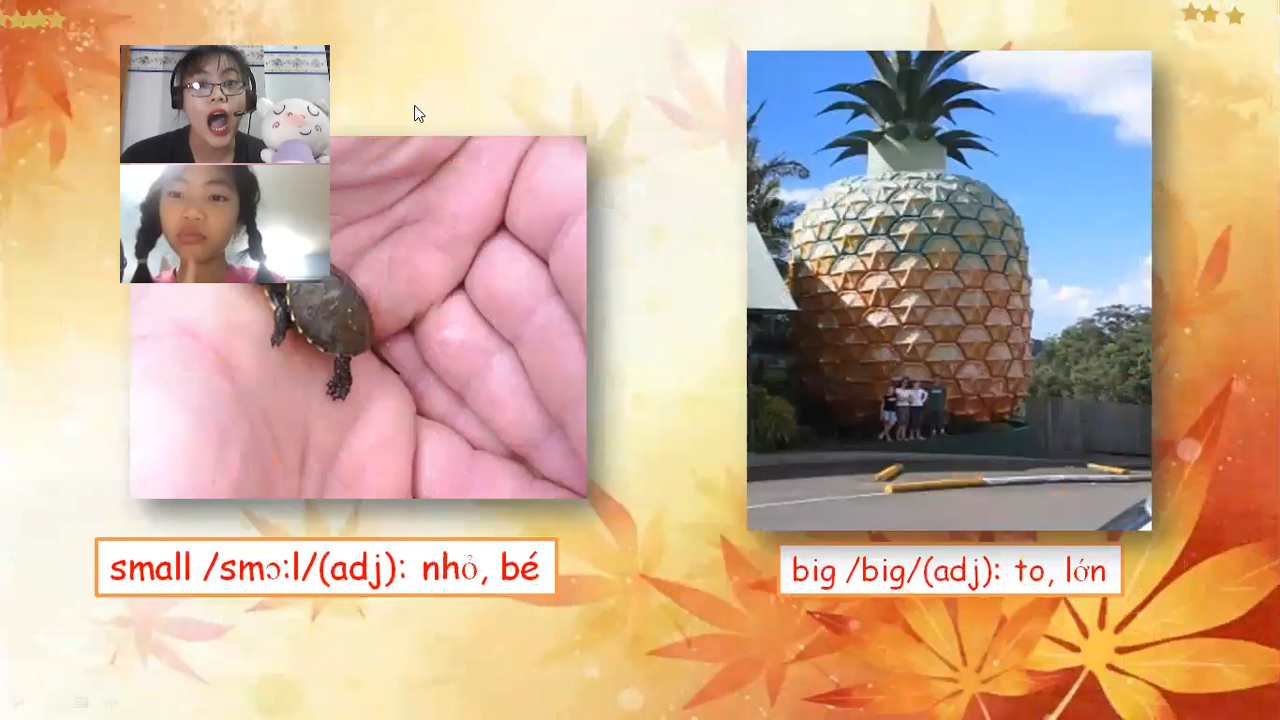 small /smɔ:l/(adj): nhỏ, bé
big /big/(adj): to, lớn